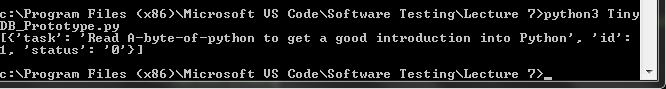 c:\Program Files (x86)\Microsoft VS Code\Software Testing\Lecture 7>python3 Tiny
DB_Prototype.py
[{'task': 'Read A-byte-of-python to get a good introduction into Python', 'id':
1, 'status': '0'}]
c:\Program Files (x86)\Microsoft VS Code\Software Testing\Lecture 7>_